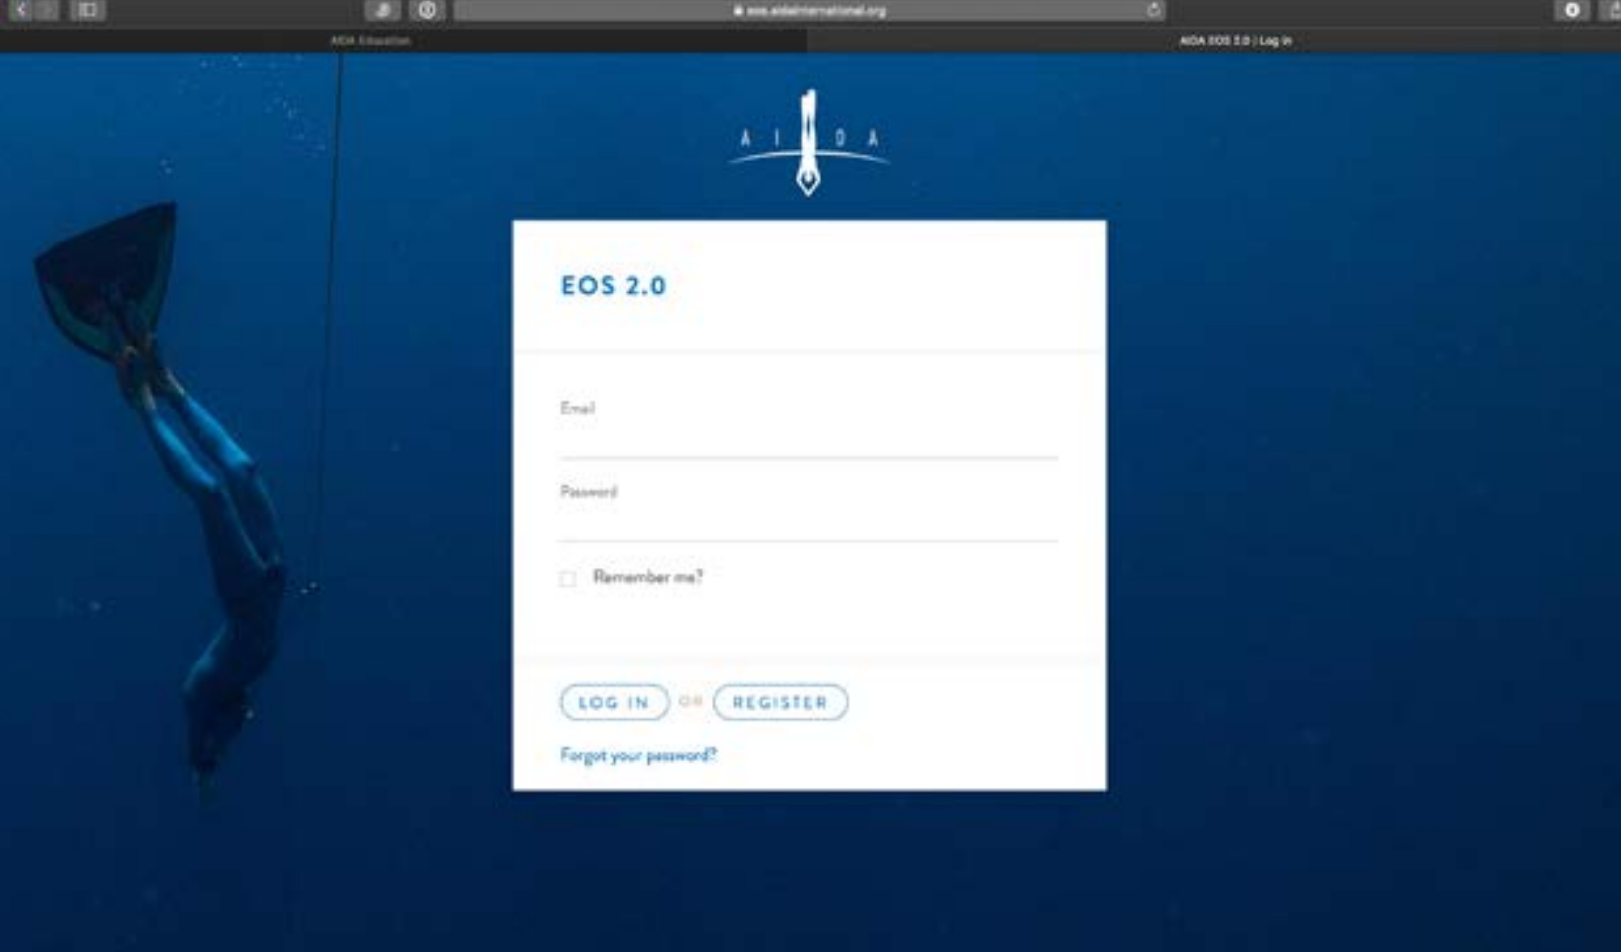 eos.aidainternational.org
AIDA Education
AIDA EOS 2.0 | Log in
A I D A
EOS 2.0
Email
Password
Remember me?
LOG IN OR REGISTER
Forgot your password?